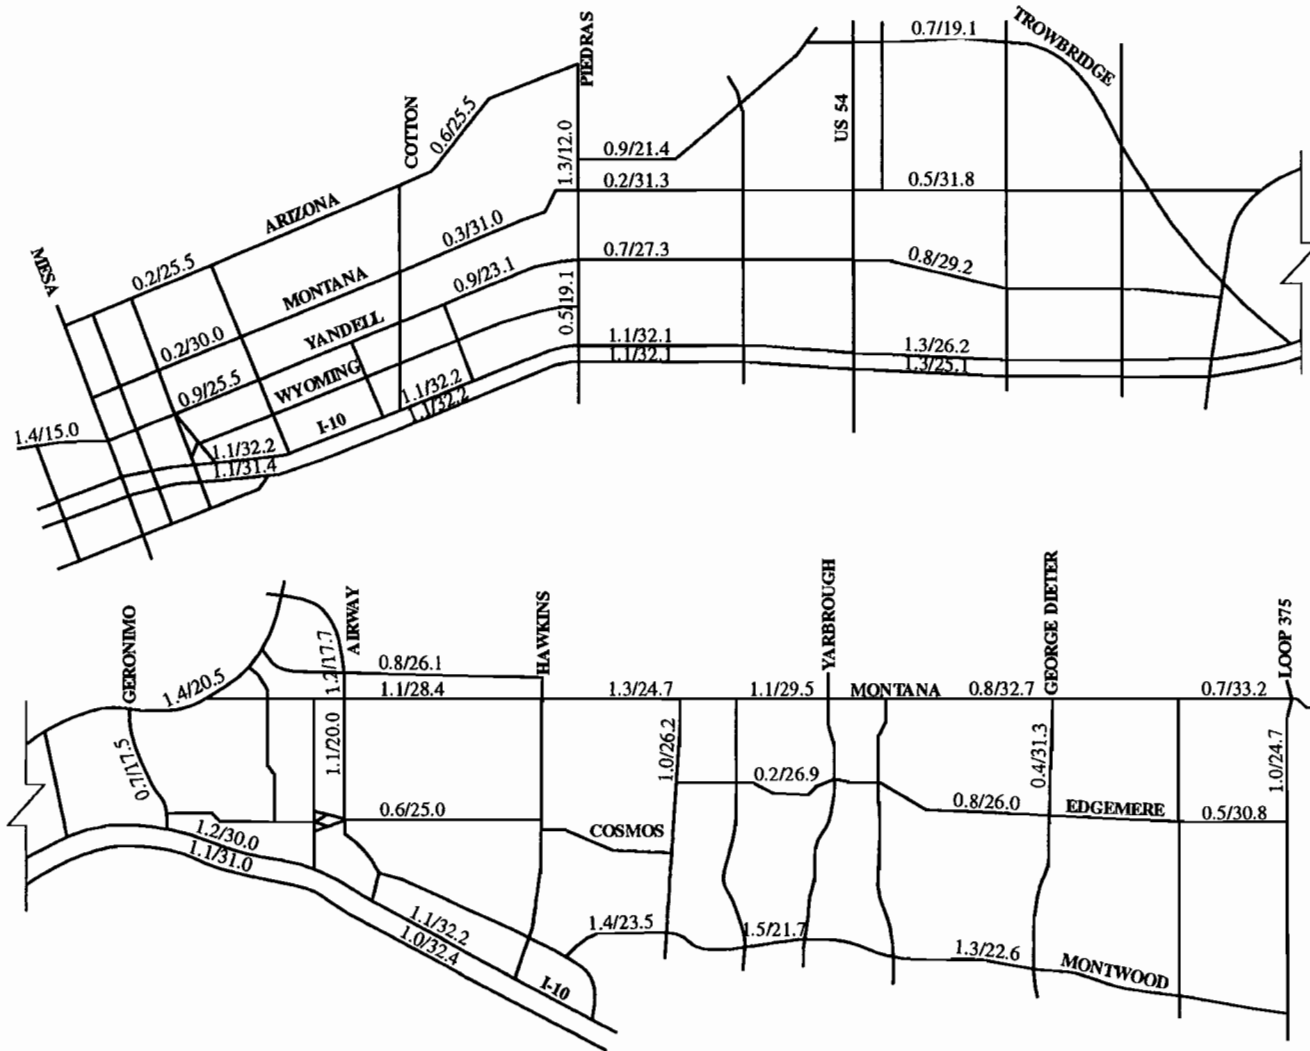 TROWBRIDGE
0.7/19.1
PIEDRAS
US 54
COTTON
0.6/25.5
1.3/12.0
0.9/21.4
0.2/31.3
0.5/31.8
ARIZONA
0.3/31.0
MESA
0.2/25.5
MONTANA
0.9/23.1
0.7/27.3
0.8/29.2
YANDELL
0.5/19.1
0.2/30.0
WYOMING
1.1/32.1
1.1/32.1
1.3/26.2
1.3/25.1
0.9/25.5
1.1/32.2
1.1/32.2
I-10
1.4/15.0
1.1/32.2
1.1/31.4
GERONIMO
AIRWAY
HAWKINS
YARBROUGH
GEORGE DIETER
LOOP 375
1.2/17.7
0.8/26.1
1.4/20.5
1.1/28.4
1.3/24.7
1.1/29.5
MONTANA
0.8/32.7
0.7/33.2
0.7/17.5
1.1/20.0
1.0/26.2
0.4/31.3
1.0/24.7
0.2/26.9
0.6/25.0
COSMOS
0.8/26.0
EDGEMERE
0.5/30.8
1.2/30.0
1.1/31.0
1.1/32.2
1.0/32.4
1.4/23.5
1.5/21.7
1.3/22.6
MONTWOOD
I-10